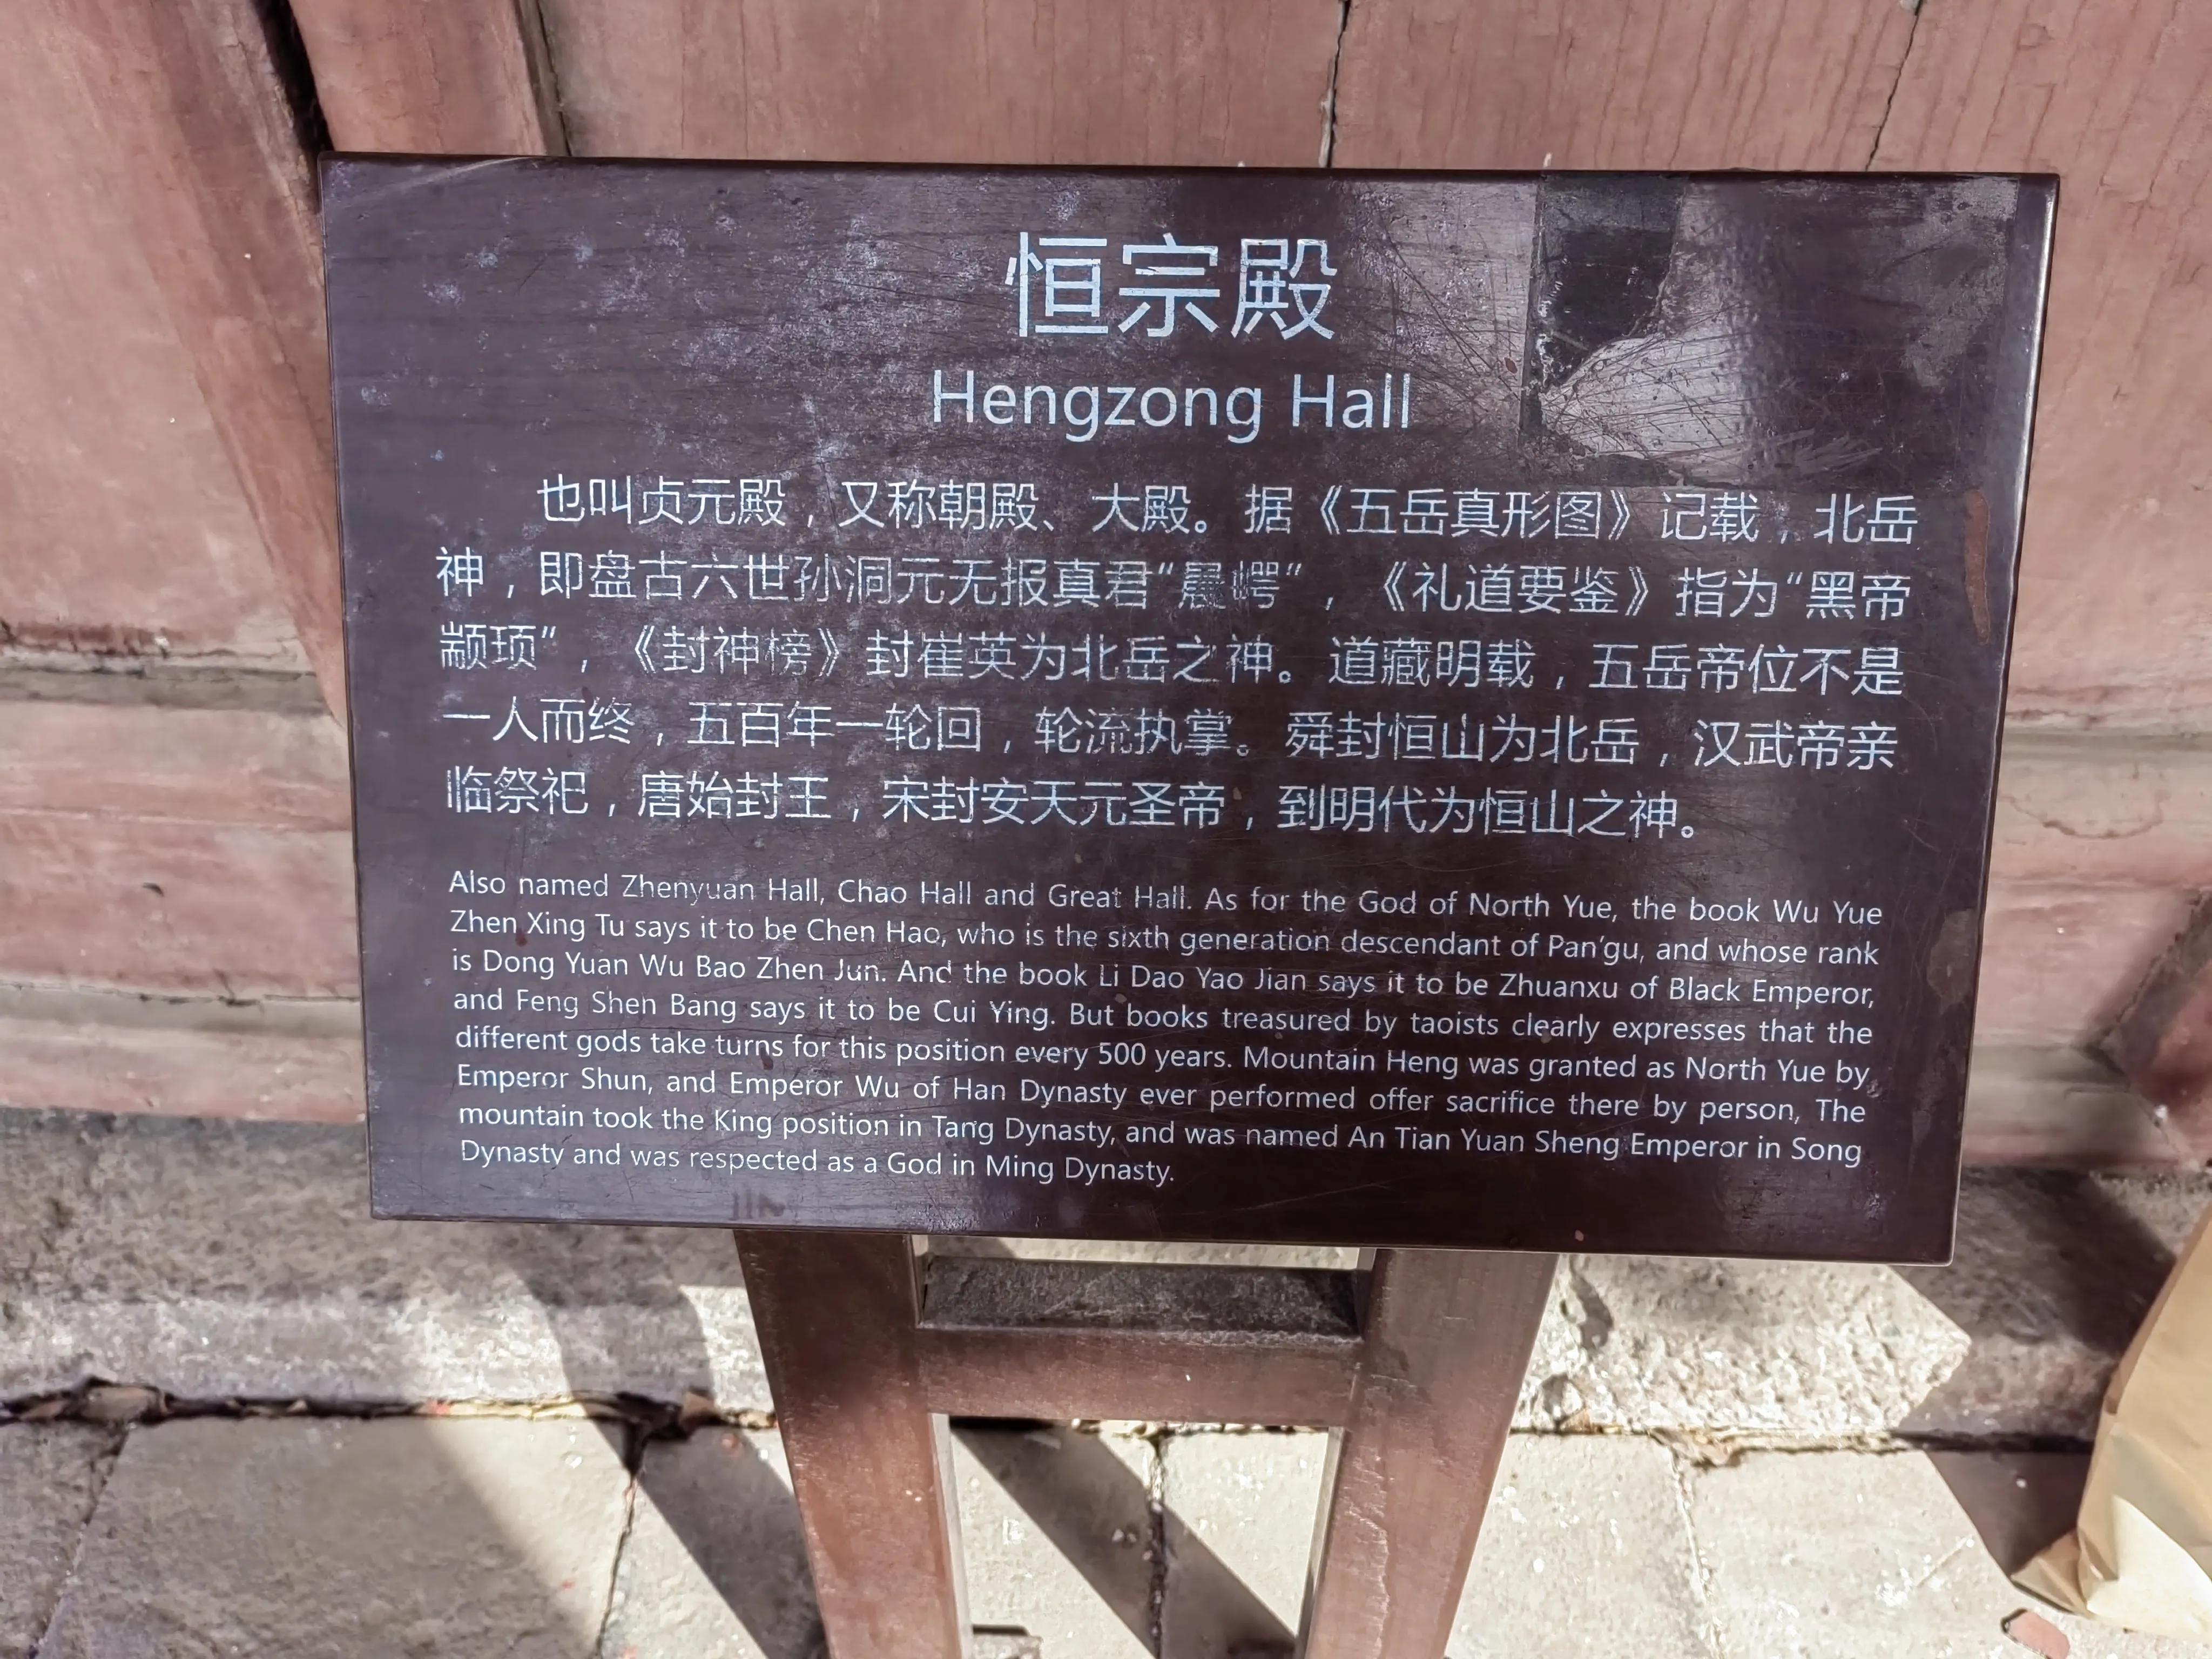 恒宗殿
Hengzong Hall
也叫贞元殿，又称朝殿、大殿。据《五岳真形图》记载，北岳
神，即盘古六世孙洞元无报真君“晨崿”，《礼道要鉴》指为“黑帝
颛顼”，《封神榜》封崔英为北岳之神。道藏明载，五岳帝位不是
一人而终，五百年一轮回，轮流执掌。舜封恒山为北岳，汉武帝亲
临祭祀，唐始封王，宋封安天元圣帝，到明代为恒山之神。
Also named Zhenyuan Hall, Chao Hall and Great Hall. As for the God of North Yue, the book Wu Yue
Zhen Xing Tu says it to be Chen Hao, who is the sixth generation descendant of Pan’gu, and whose rank
is Dong Yuan Wu Bao Zhen Jun. And the book Li Dao Yao Jian says it to be Zhuanxu of Black Emperor,
and Feng Shen Bang says it to be Cui Ying. But books treasured by taoists clearly expresses that the
different gods take turns for this position every 500 years. Mountain Heng was granted as North Yue by
Emperor Shun, and Emperor Wu of Han Dynasty ever performed offer sacrifice there by person, The
mountain took the King position in Tang Dynasty, and was named An Tian Yuan Sheng Emperor in Song
Dynasty and was respected as a God in Ming Dynasty.